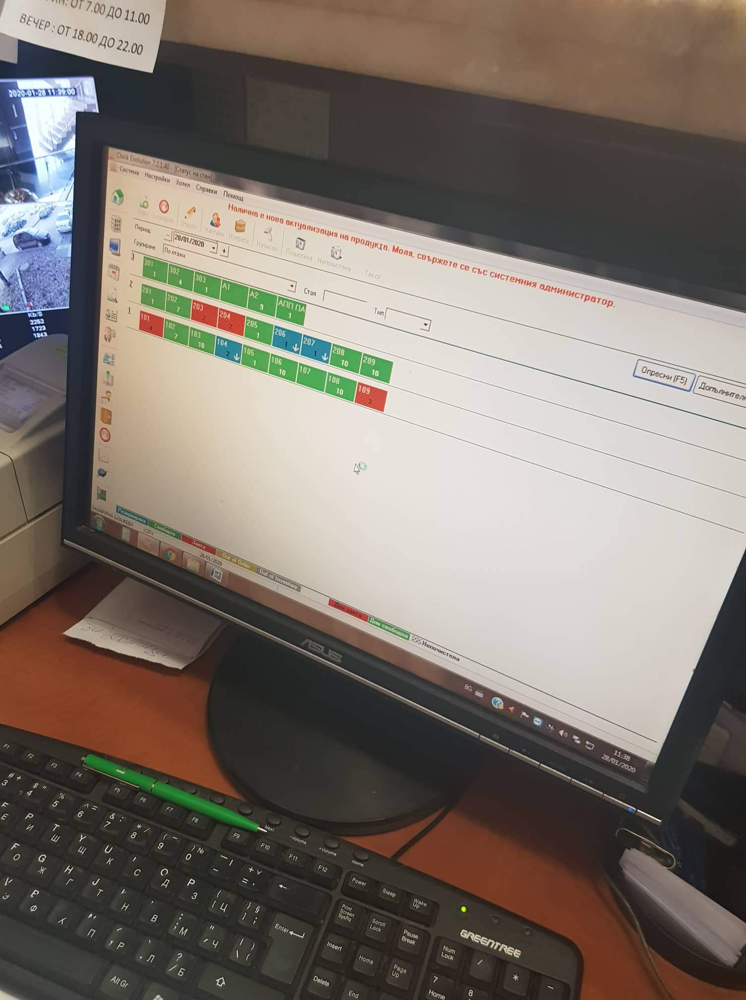 ОТ 7.00 ДО 11.00
ВЕЧЕР : ОТ 18.00 ДО 22.00
2020-01-28 11:39:00
Kb/S
2252
1723
1843
Clock Evolution 7.2.1.40 - [Статус на стаи]
Система Настройки Хотел Справки Помощ
Налична е нова актуализация на продукта. Моля, свържете се със системния администратор.
Отвори Настани Изпрати Начисли Почистена Непочистена Текст
Период 28/01/2020
Групиране По етажи
Стая
Тип
Опресни (F5)
3
301 1 302 4 303 1 A1 A2 9 АПП ПА 1
2
201 1 202 7 203 2 204 2 205 1 206 1 207 1 208 10 209 10
1
101 4 102 7 103 10 104 2 105 1 106 10 107 108 10 109 3
Резервирана Свободна Заета Out of Order Out of Inventory
Дни заета Дни свободна Непочистена
ЗАХАРИНА БЛАЖЕВА CITY 28/01/2020
BG
11:38
28/01/2020
ASUS
F1 F2 F3 F4 F5 F6 F7 F8 F9 F10 F11 F12
Next -Volume +Volume Home
Power Sleep Wake Up
Print Screen SysRq Scroll Lock Pause Break
GREENTREE
Enter
Insert Home Page Up
Num Lock / * -
Delete End
7 Home 8
Alt Gr